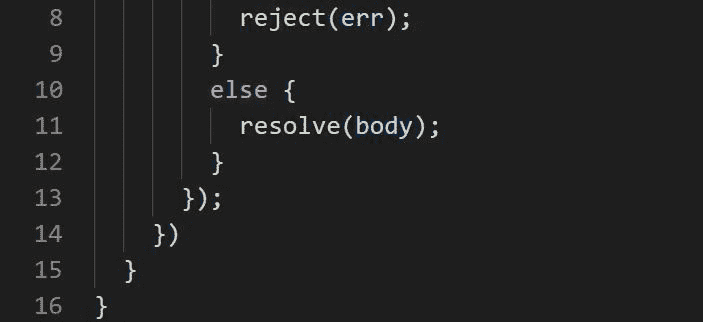 8 reject(err);
9 }
10 else {
11 resolve(body);
12 }
13 });
14 })
15 }
16 }